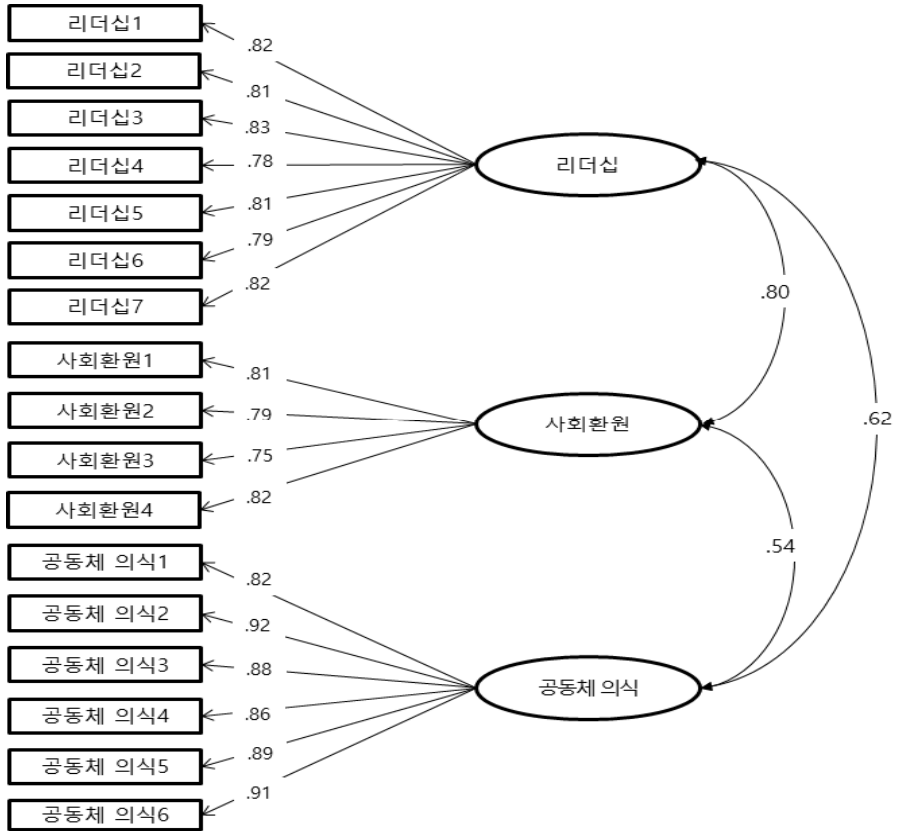 리더십1
.82
리더십2
.81
리더십3
.83
리더십4
.78
리더십
리더십5
.81
리더십6
.79
리더십7
.82
.80
사회환원1
.81
사회환원2
.79
사회환원
.62
사회환원3
.75
사회환원4
.82
.54
공동체 의식1
.82
공동체 의식2
.92
공동체 의식3
.88
공동체 의식
공동체 의식4
.86
공동체 의식5
.89
공동체 의식6
.91